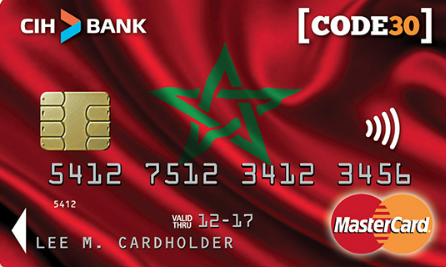 CIH BANK
[CODE30]
5412 7512 3412 3456
5412
VALID THRU 12-17
LEE M. CARDHOLDER
MasterCard